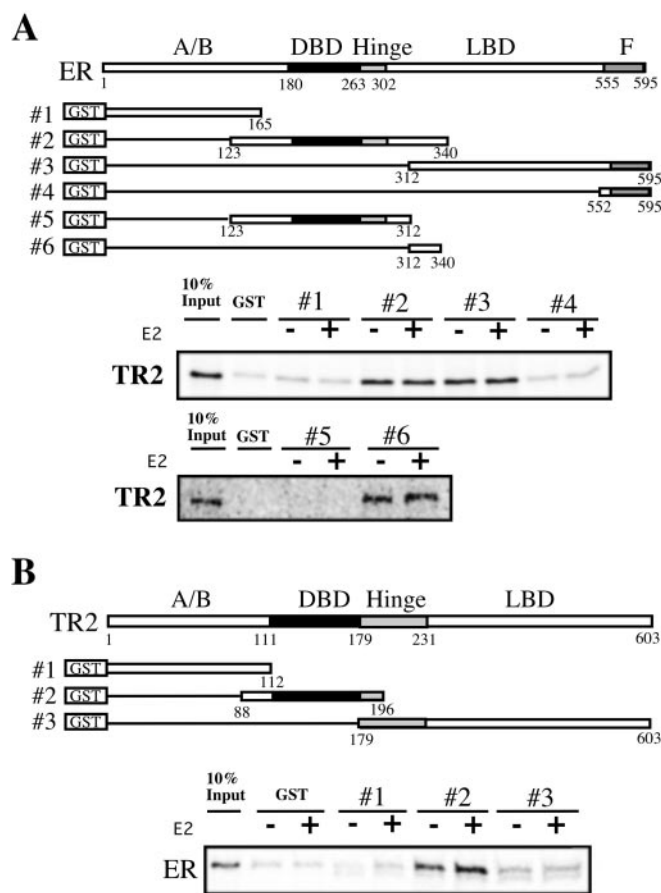 A
A/B DBD Hinge LBD F
ER
1 180 263 302 555 595
#1 GST 165
#2 GST 123 340
#3 GST 312 595
#4 GST 552 595
#5 GST 123 312
#6 GST 312 340
10% Input GST #1 #2 #3 #4
E2 - + - + - + - +
TR2
10% Input GST #5 #6
E2 - + - +
TR2
B
A/B DBD Hinge LBD
TR2
1 111 179 231 603
#1 GST 112
#2 GST 88 196
#3 GST 179 603
10% Input GST #1 #2 #3
E2 - + - + - + - +
ER